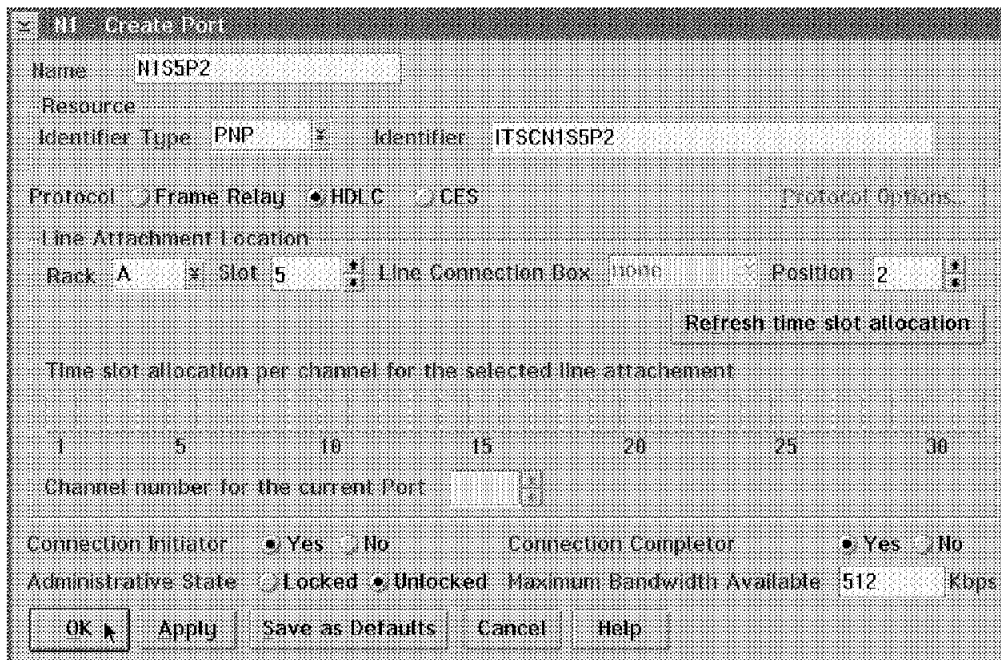 N1 - Create Port
Name N1S5P2
Resource
Identifier Type PNP Identifier ITSCN1S5P2
Protocol Frame Relay HDLC CES Protocol Options...
Line Attachment Location
Rack A Slot 5 Line Connection Box none Position 2
Refresh time slot allocation
Time slot allocation per channel for the selected line attachement
1 5 10 15 20 25 30
Channel number for the current Port
Connection Initiator Yes No Connection Completor Yes No
Administrative State Locked Unlocked Maximum Bandwidth Available 512 Kbps
OK Apply Save as Defaults Cancel Help